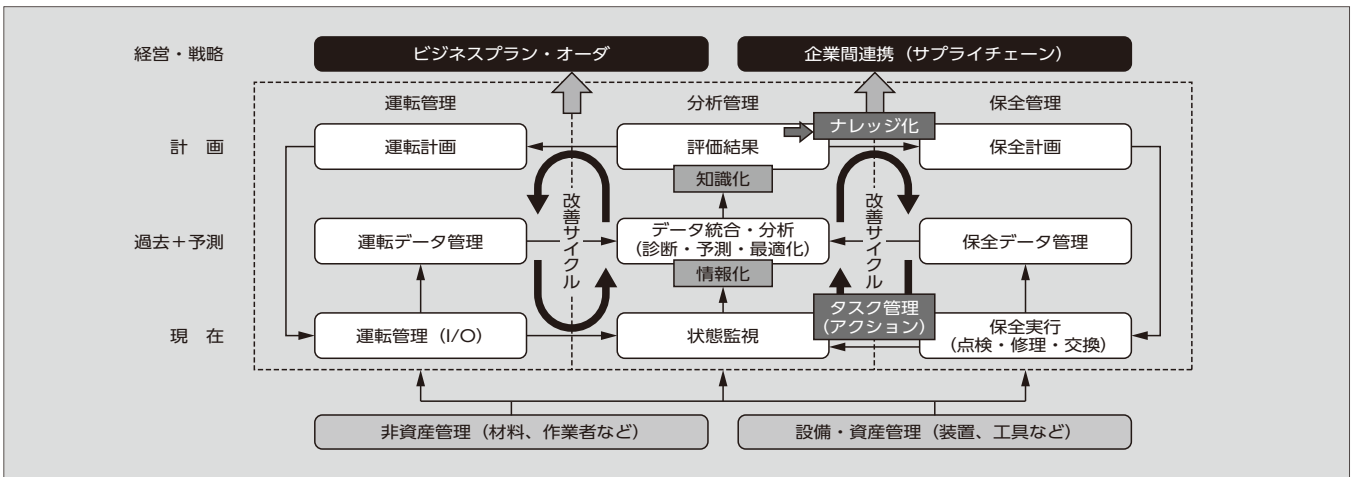 経営・戦略
ビジネスプラン・オーダ
企業間連携（サプライチェーン）
運転管理
分析管理
保全管理
計　画
運転計画
評価結果
ナレッジ化
保全計画
知識化
改善サイクル
改善サイクル
過去＋予測
運転データ管理
データ統合・分析
（診断・予測・最適化）
保全データ管理
情報化
現　在
運転管理（I/O）
状態監視
タスク管理
（アクション）
保全実行
（点検・修理・交換）
非資産管理（材料、作業者など）
設備・資産管理（装置、工具など）